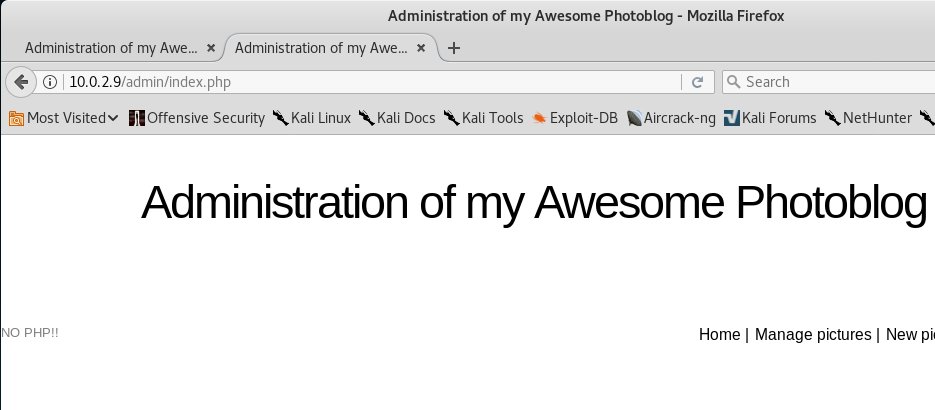 Administration of my Awesome Photoblog - Mozilla Firefox
Administration of my Awe... × Administration of my Awe... × +
10.0.2.9/admin/index.php Search
Most Visited Offensive Security Kali Linux Kali Docs Kali Tools Exploit-DB Aircrack-ng Kali Forums NetHunter
Administration of my Awesome Photoblog
NO PHP!! Home | Manage pictures | New pic